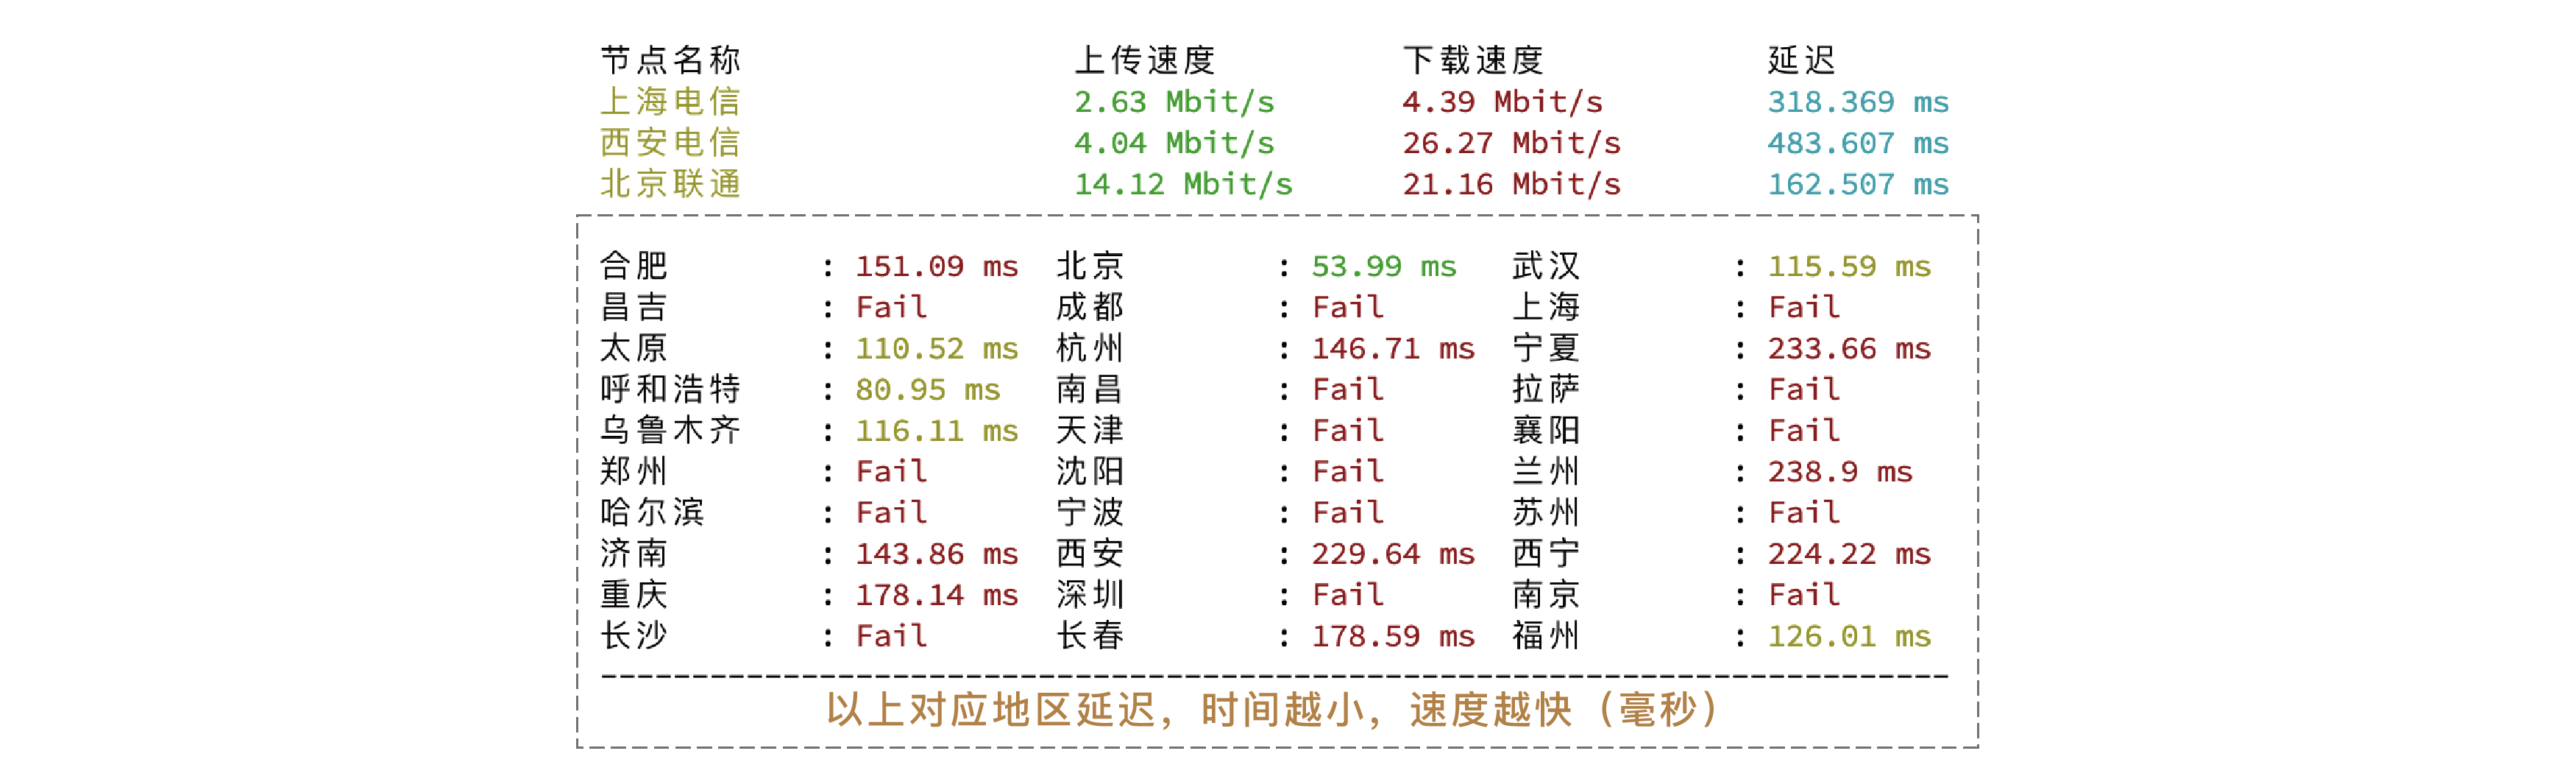 节点名称 上传速度 下载速度 延迟
上海电信 2.63 Mbit/s 4.39 Mbit/s 318.369 ms
西安电信 4.04 Mbit/s 26.27 Mbit/s 483.607 ms
北京联通 14.12 Mbit/s 21.16 Mbit/s 162.507 ms
合肥 : 151.09 ms 北京 : 53.99 ms 武汉 : 115.59 ms
昌吉 : Fail 成都 : Fail 上海 : Fail
太原 : 110.52 ms 杭州 : 146.71 ms 宁夏 : 233.66 ms
呼和浩特 : 80.95 ms 南昌 : Fail 拉萨 : Fail
乌鲁木齐 : 116.11 ms 天津 : Fail 襄阳 : Fail
郑州 : Fail 沈阳 : Fail 兰州 : 238.9 ms
哈尔滨 : Fail 宁波 : Fail 苏州 : Fail
济南 : 143.86 ms 西安 : 229.64 ms 西宁 : 224.22 ms
重庆 : 178.14 ms 深圳 : Fail 南京 : Fail
长沙 : Fail 长春 : 178.59 ms 福州 : 126.01 ms
--------------------------------------------------------------------------
以上对应地区延迟，时间越小，速度越快（毫秒）